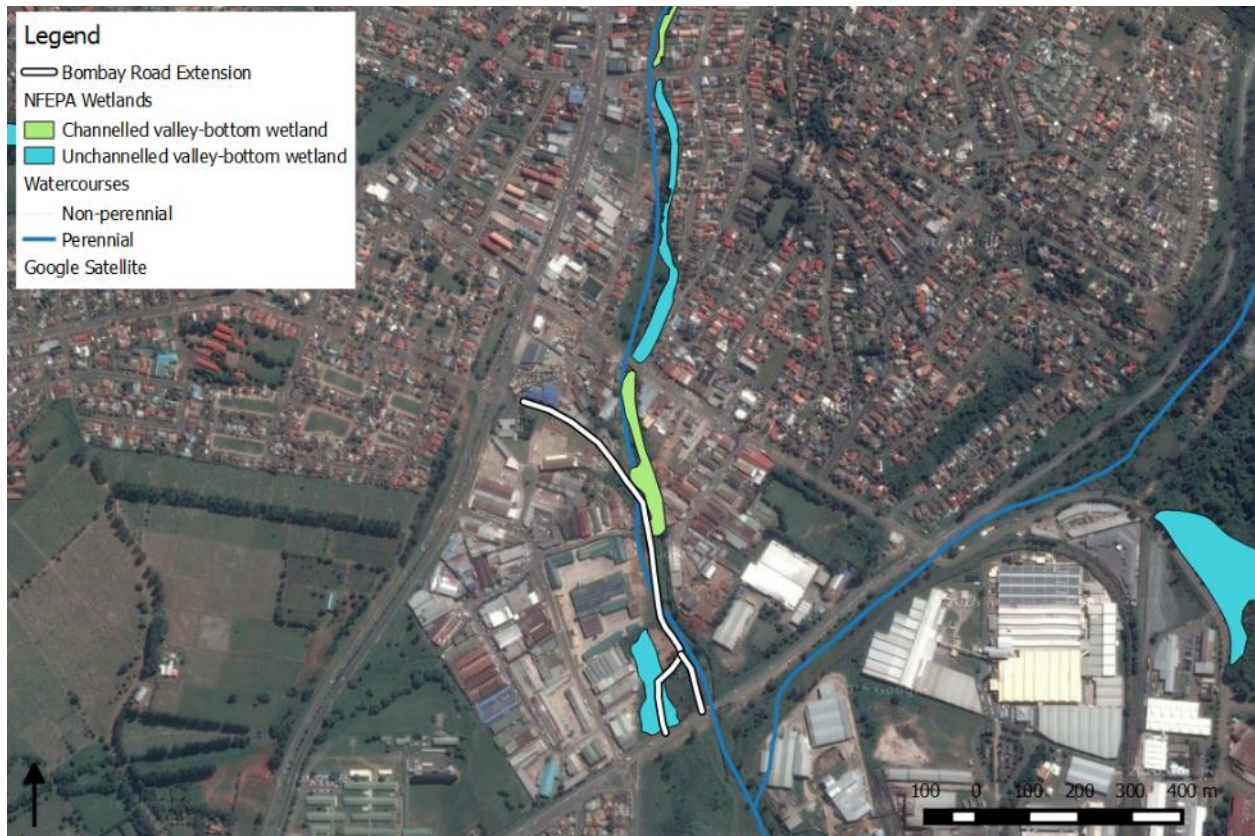 Legend
Bombay Road Extension
NFEPA Wetlands
Channelled valley-bottom wetland
Unchannelled valley-bottom wetland
Watercourses
Non-perennial
Perennial
Google Satellite
100 0 100 200 300 400 m